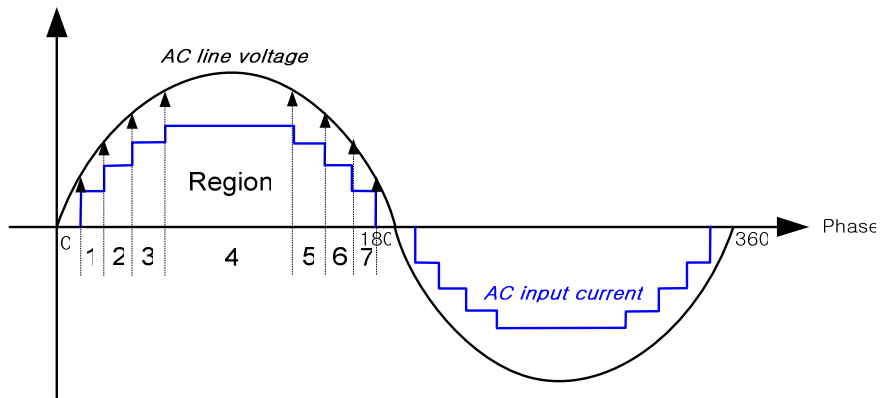 AC line voltage
Region
Phase
0
1 2 3 4 5 6 7
180
360
AC input current